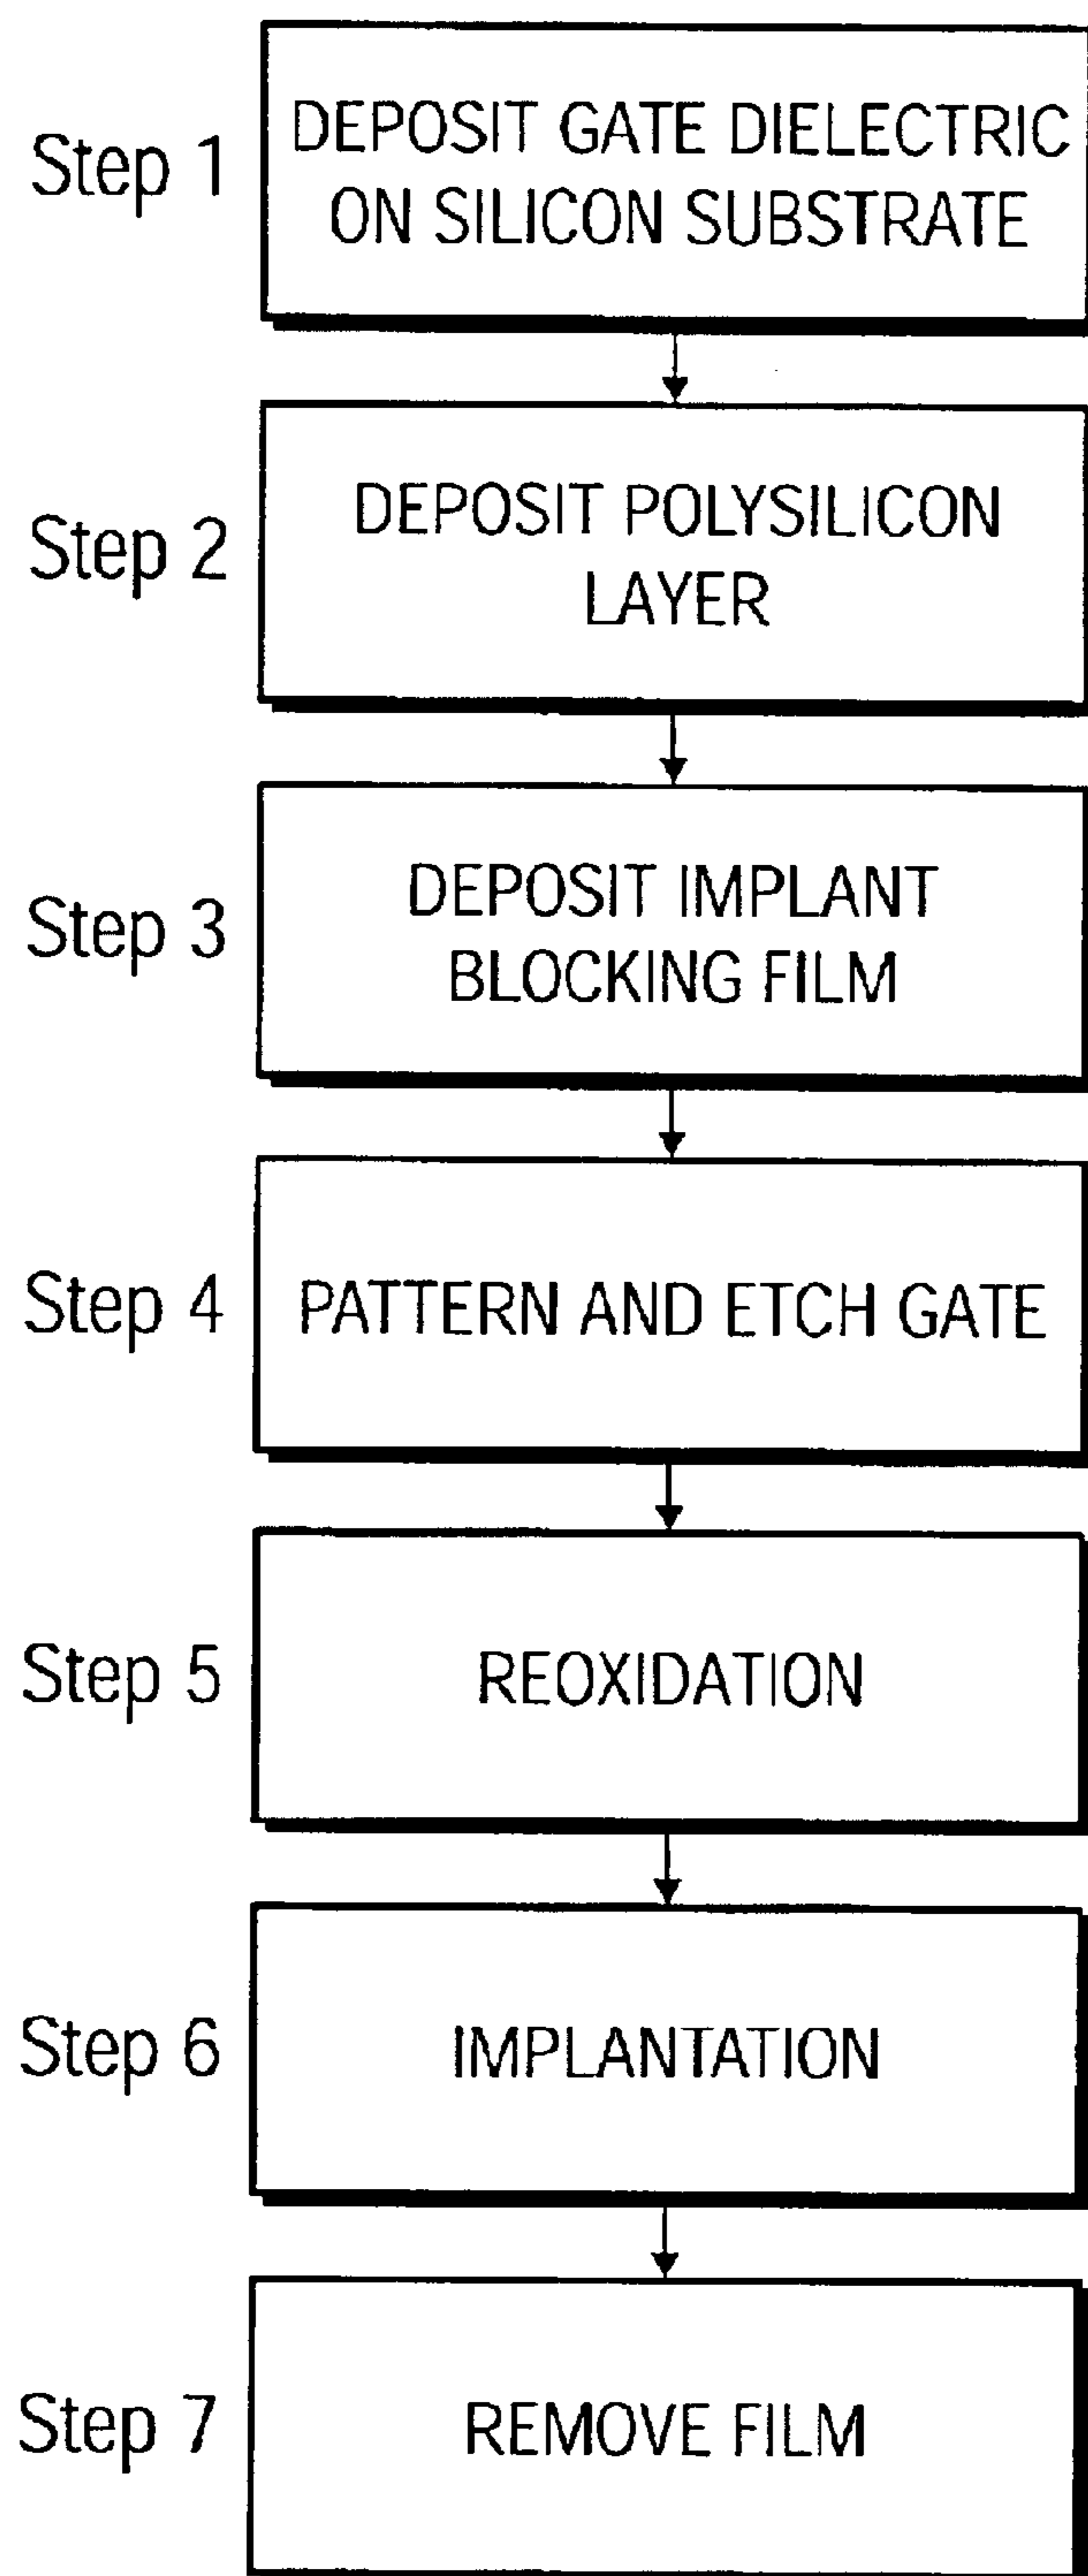 Step 1
DEPOSIT GATE DIELECTRIC
ON SILICON SUBSTRATE
Step 2
DEPOSIT POLYSILICON
LAYER
Step 3
DEPOSIT IMPLANT
BLOCKING FILM
Step 4
PATTERN AND ETCH GATE
Step 5
REOXIDATION
Step 6
IMPLANTATION
Step 7
REMOVE FILM